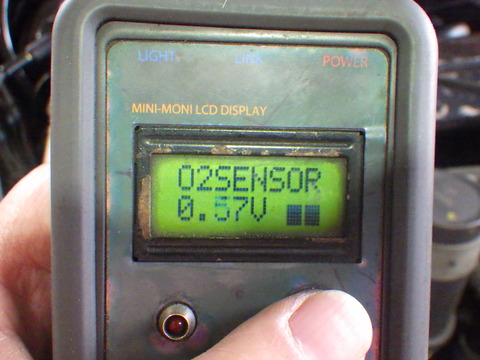 LIGHT LINK POWER
MINI-MONI LCD DISPLAY
O2SENSOR
0.57V